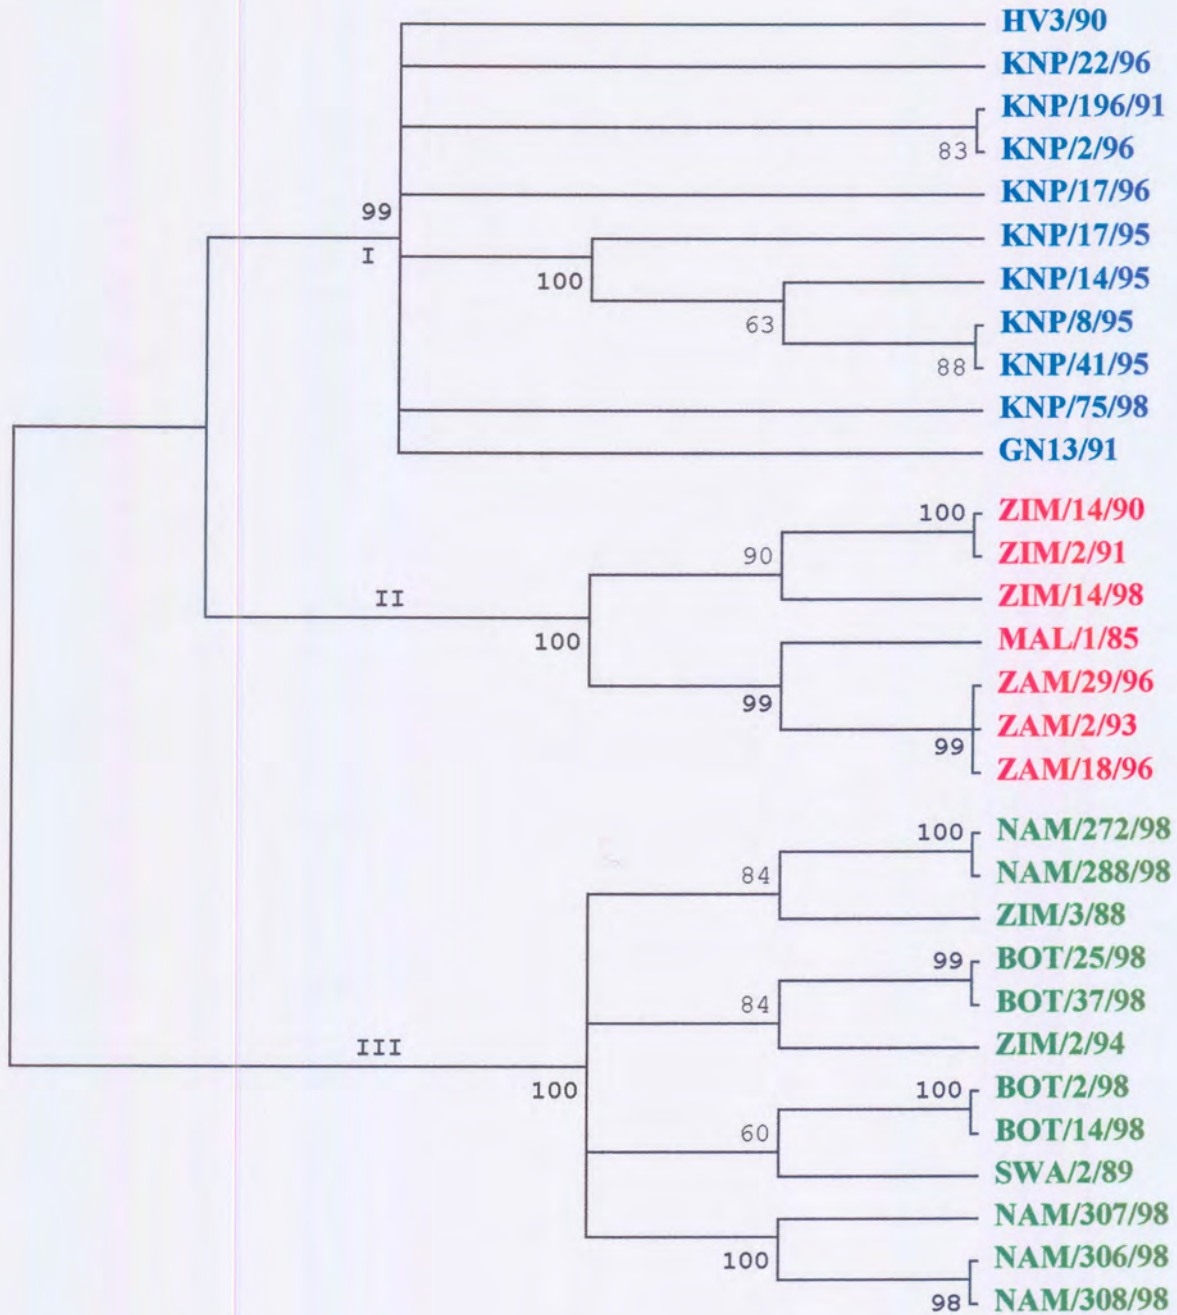 HV3/90
KNP/22/96
KNP/196/91
83 KNP/2/96
KNP/17/96
99
I
KNP/17/95
100
KNP/14/95
63
KNP/8/95
88 KNP/41/95
KNP/75/98
GN13/91
100 ZIM/14/90
90
ZIM/2/91
II
ZIM/14/98
100
MAL/1/85
ZAM/29/96
99
ZAM/2/93
99
ZAM/18/96
100 NAM/272/98
84
NAM/288/98
ZIM/3/88
99 BOT/25/98
84
BOT/37/98
III
ZIM/2/94
100
100 BOT/2/98
60
BOT/14/98
SWA/2/89
NAM/307/98
100
NAM/306/98
98 NAM/308/98